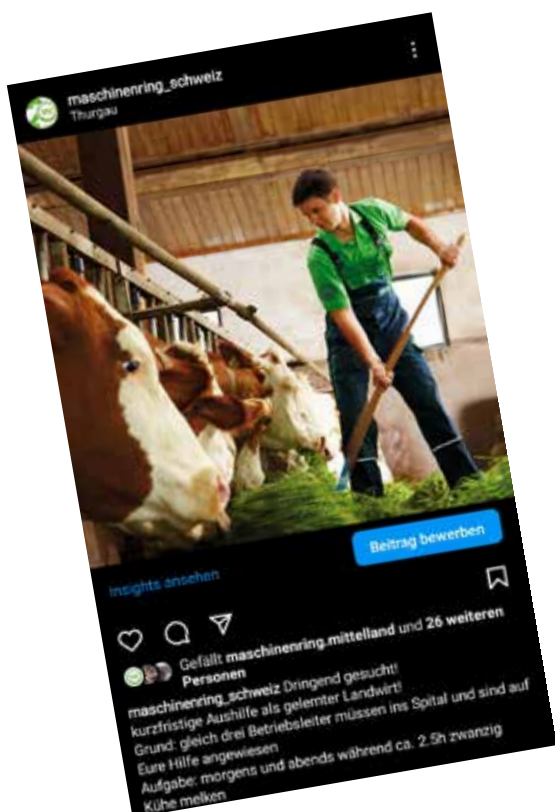 maschinenring_schweiz
Thurgau
Beitrag bewerben
Insights ansehen
Gefällt maschinenring.mittelland und 26 weiteren
Personen
maschinenring_schweiz Dringend gesucht!
kurzfristige Aushilfe als gelernter Landwirt!
Grund: gleich drei Betriebsleiter müssen ins Spital und sind auf
Eure Hilfe angewiesen
Aufgabe: morgens und abends während ca. 2.5h zwanzig
Kühe melken